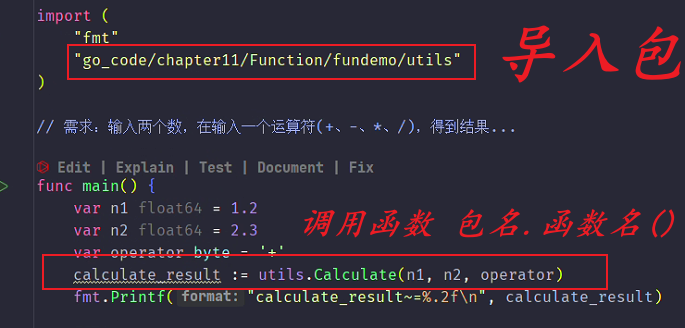 import (
"fmt"
"go_code/chapter11/Function/fundemo/utils"
导入包
)
// 需求：输入两个数，在输入一个运算符(+、-、*、/)，得到结果...
Edit | Explain | Test | Document | Fix
func main() {
var n1 float64 = 1.2
var n2 float64 = 2.3
调用函数 包名.函数名()
var operator byte = '+'
calculate_result := utils.Calculate(n1, n2, operator)
fmt.Printf(format: "calculate_result~=%.2f\n", calculate_result)